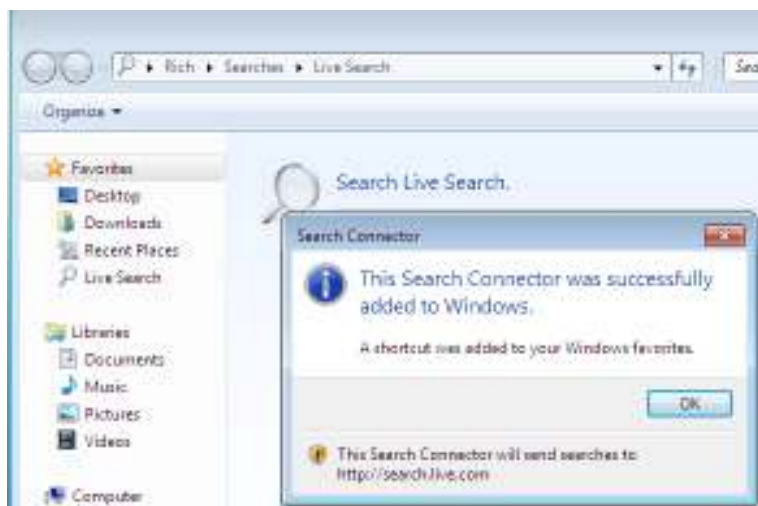 Rich Searches Live Search
Sea
Organize
Favorites
Desktop
Downloads
Recent Places
Live Search
Libraries
Documents
Music
Pictures
Videos
Computer
Search Live Search.
Search Connector
This Search Connector was successfully
added to Windows.
A shortcut was added to your Windows favorites.
OK
This Search Connector will send searches to:
http://search.live.com